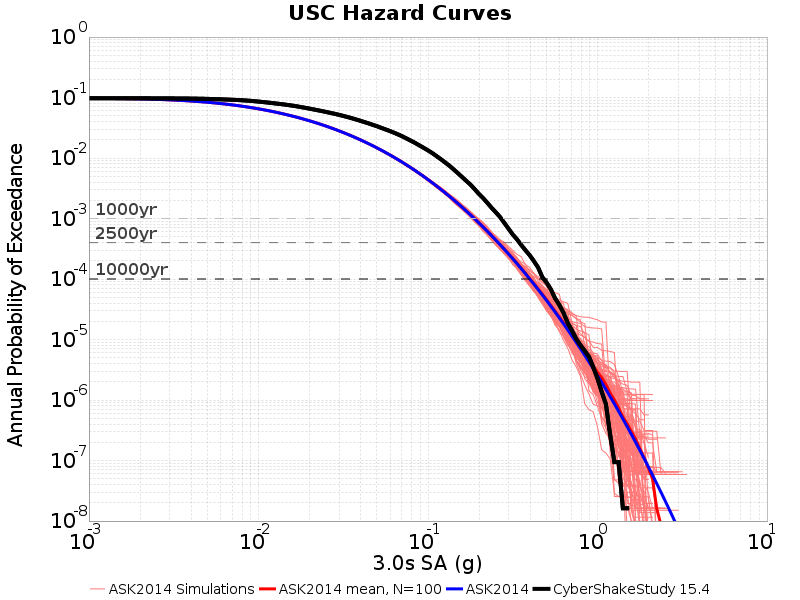 USC Hazard Curves
Annual Probability of Exceedance
10^0
10^-1
10^-2
10^-3
10^-4
10^-5
10^-6
10^-7
10^-8
1000yr
2500yr
10000yr
10^-3 10^-2 10^-1 10^0 10^1
3.0s SA (g)
ASK2014 Simulations ASK2014 mean, N=100 ASK2014 CyberShakeStudy 15.4